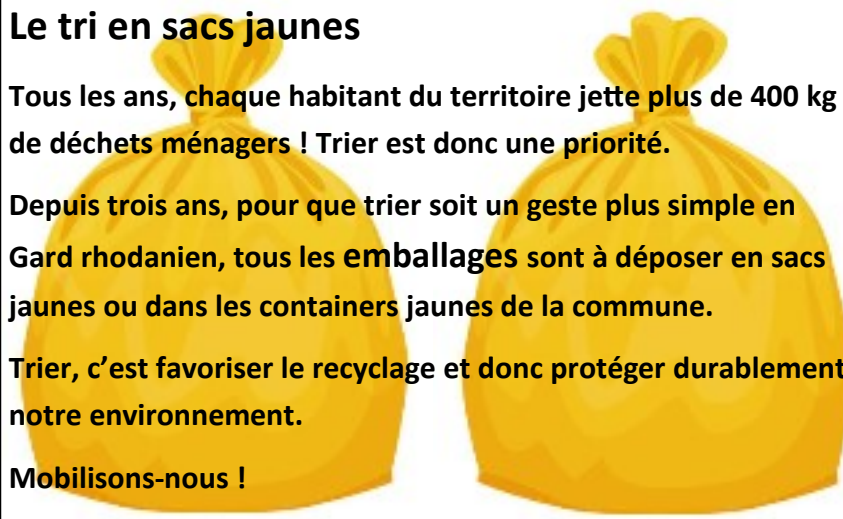 Le tri en sacs jaunes
Tous les ans, chaque habitant du territoire jette plus de 400 kg
de déchets ménagers ! Trier est donc une priorité.
Depuis trois ans, pour que trier soit un geste plus simple en
Gard rhodanien, tous les emballages sont à déposer en sacs
jaunes ou dans les containers jaunes de la commune.
Trier, c’est favoriser le recyclage et donc protéger durablement
notre environnement.
Mobilisons-nous !